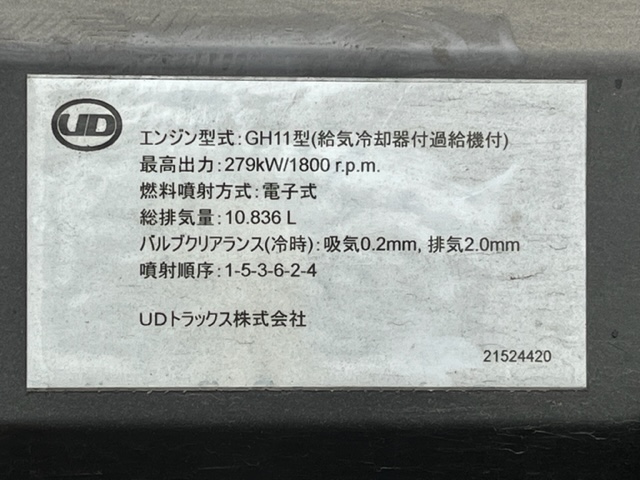 UD
エンジン型式:GH11型(給気冷却器付過給機付)
最高出力:279kW/1800 r.p.m.
燃料噴射方式:電子式
総排気量:10.836 L
バルブクリアランス(冷時):吸気0.2mm, 排気2.0mm
噴射順序:1-5-3-6-2-4
UDトラックス株式会社
21524420